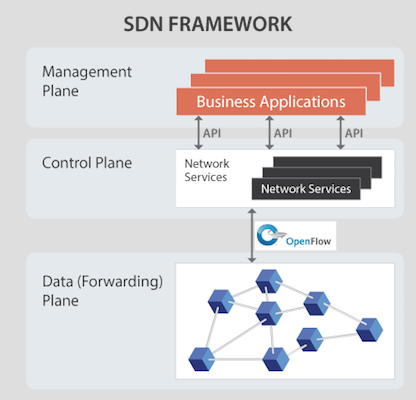 SDN FRAMEWORK
Management
Plane
Business Applications
API
API
API
Control Plane
Network
Services
Network Services
OpenFlow
Data (Forwarding)
Plane